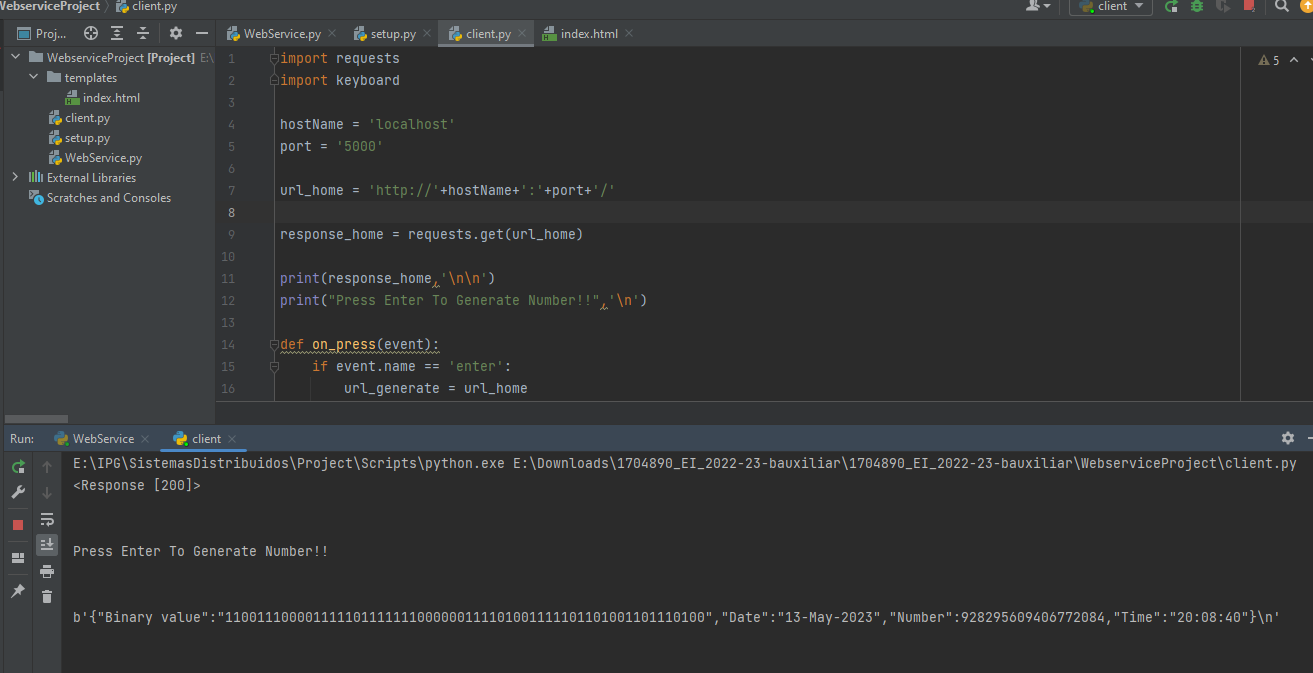 WebserviceProject
client.py
client
Proj...
WebService.py
setup.py
client.py
index.html
WebserviceProject [Project] E:\
templates
index.html
client.py
setup.py
WebService.py
External Libraries
Scratches and Consoles
5
1 import requests
2 import keyboard
3
4 hostName = 'localhost'
5 port = '5000'
6
7 url_home = 'http://'+hostName+':'+port+'/'
8
9 response_home = requests.get(url_home)
10
11 print(response_home,'\n\n')
12 print("Press Enter To Generate Number!!",'\n')
13
14 def on_press(event):
15 if event.name == 'enter':
16 url_generate = url_home
Run:
WebService
client
E:\IPG\SistemasDistribuidos\Project\Scripts\python.exe E:\Downloads\1704890_EI_2022-23-bauxiliar\1704890_EI_2022-23-bauxiliar\WebserviceProject\client.py
<Response [200]>
Press Enter To Generate Number!!
b'{"Binary value":"110011100001111101111111000000111101001111101101001101110100","Date":"13-May-2023","Number":928295609406772084,"Time":"20:08:40"}\n'